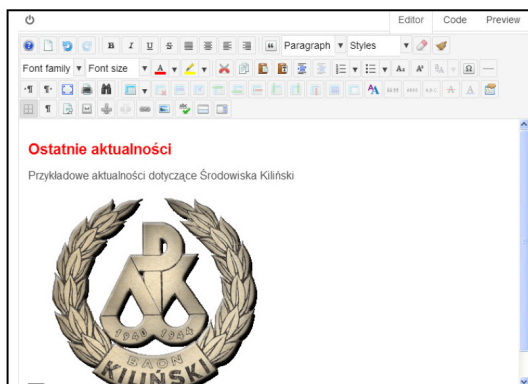 Editor Code Preview
B I U S Paragraph Styles
Font family Font size A A
ABC
Ostatnie aktualności
Przykładowe aktualności dotyczące Środowiska Kiliński
1940 1944
BAON
KILIŃSKI